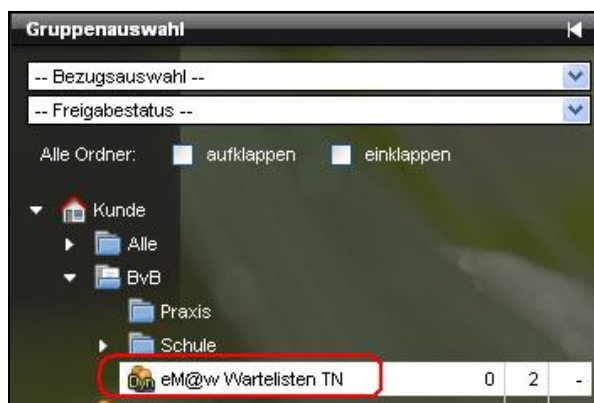 Gruppenauswahl
-- Bezugsauswahl --
-- Freigabestatus --
Alle Ordner: aufklappen einklappen
Kunde
Alle
BvB
Praxis
Schule
Dyn eM@w Wartelisten TN 0 2 -